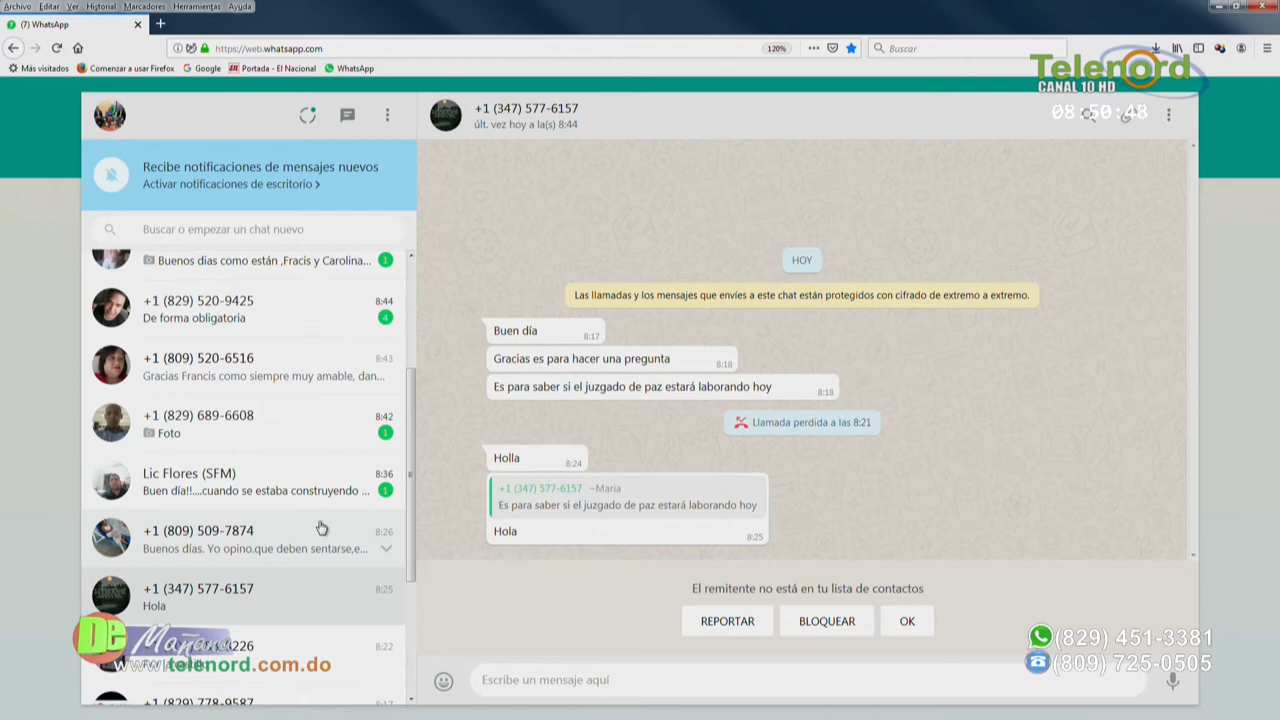 Archivo Editar Ver Historial Marcadores Herramientas Ayuda
(7) WhatsApp
https://web.whatsapp.com
120%
Buscar
Más visitados Comenzar a usar Firefox Google Portada - El Nacional WhatsApp
Telenord
CANAL 10 HD
08:50:48
+1 (347) 577-6157
últ. vez hoy a la(s) 8:44
Recibe notificaciones de mensajes nuevos
Activar notificaciones de escritorio >
Buscar o empezar un chat nuevo
Buenos dias como están ,Fracis y Carolina... 1
+1 (829) 520-9425 8:44
De forma obligatoria 4
+1 (809) 520-6516 8:43
Gracias Francis como siempre muy amable, dan...
+1 (829) 689-6608 8:42
Foto 1
Lic Flores (SFM) 8:36
Buen día!!....cuando se estaba construyendo ... 1
+1 (809) 509-7874 8:26
Buenos días. Yo opino.que deben sentarse,e...
+1 (347) 577-6157 8:25
Hola
226 8:22
+1 (829) 778-9587 8:17
HOY
Las llamadas y los mensajes que envíes a este chat están protegidos con cifrado de extremo a extremo.
Buen día 8:17
Gracias es para hacer una pregunta 8:18
Es para saber si el juzgado de paz estará laborando hoy 8:18
Llamada perdida a las 8:21
Holla 8:24
+1 (347) 577-6157 ~Maria
Es para saber si el juzgado de paz estará laborando hoy
Hola 8:25
El remitente no está en tu lista de contactos
REPORTAR BLOQUEAR OK
Escribe un mensaje aquí
De Mañana
www.telenord.com.do
(829) 451-3381
(809) 725-0505